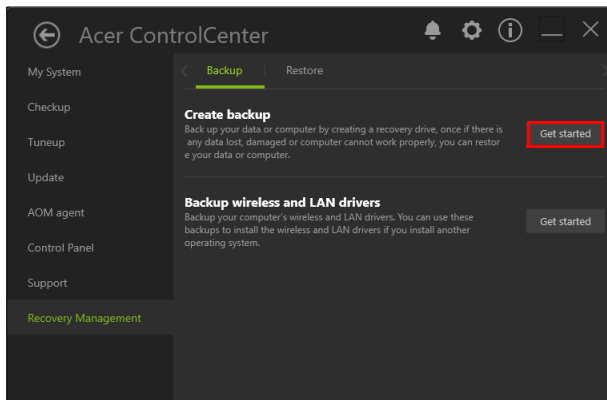 Acer ControlCenter
My System
Checkup
Tuneup
Update
AOM agent
Control Panel
Support
Recovery Management
Backup
Restore
Create backup
Back up your data or computer by creating a recovery drive, once if there is
any data lost, damaged or computer cannot work properly, you can restor
e your data or computer.
Get started
Backup wireless and LAN drivers
Backup your computer's wireless and LAN drivers. You can use these
backups to install the wireless and LAN drivers if you install another
operating system.
Get started